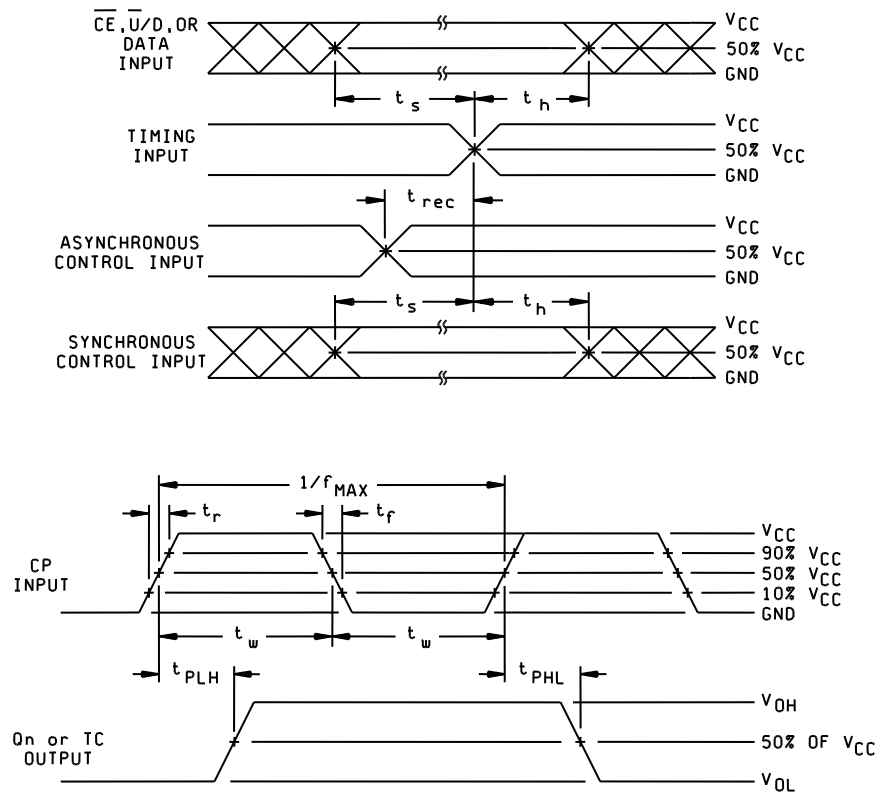 C̅E̅,U̅/D,OR
DATA
INPUT
VCC
50% VCC
GND
ts
th
TIMING
INPUT
VCC
50% VCC
GND
trec
ASYNCHRONOUS
CONTROL INPUT
VCC
50% VCC
GND
ts
th
SYNCHRONOUS
CONTROL INPUT
VCC
50% VCC
GND
1/fMAX
tr
tf
CP
INPUT
VCC
90% VCC
50% VCC
10% VCC
GND
tw
tw
tPLH
tPHL
Qn or TC
OUTPUT
VOH
50% OF VCC
VOL